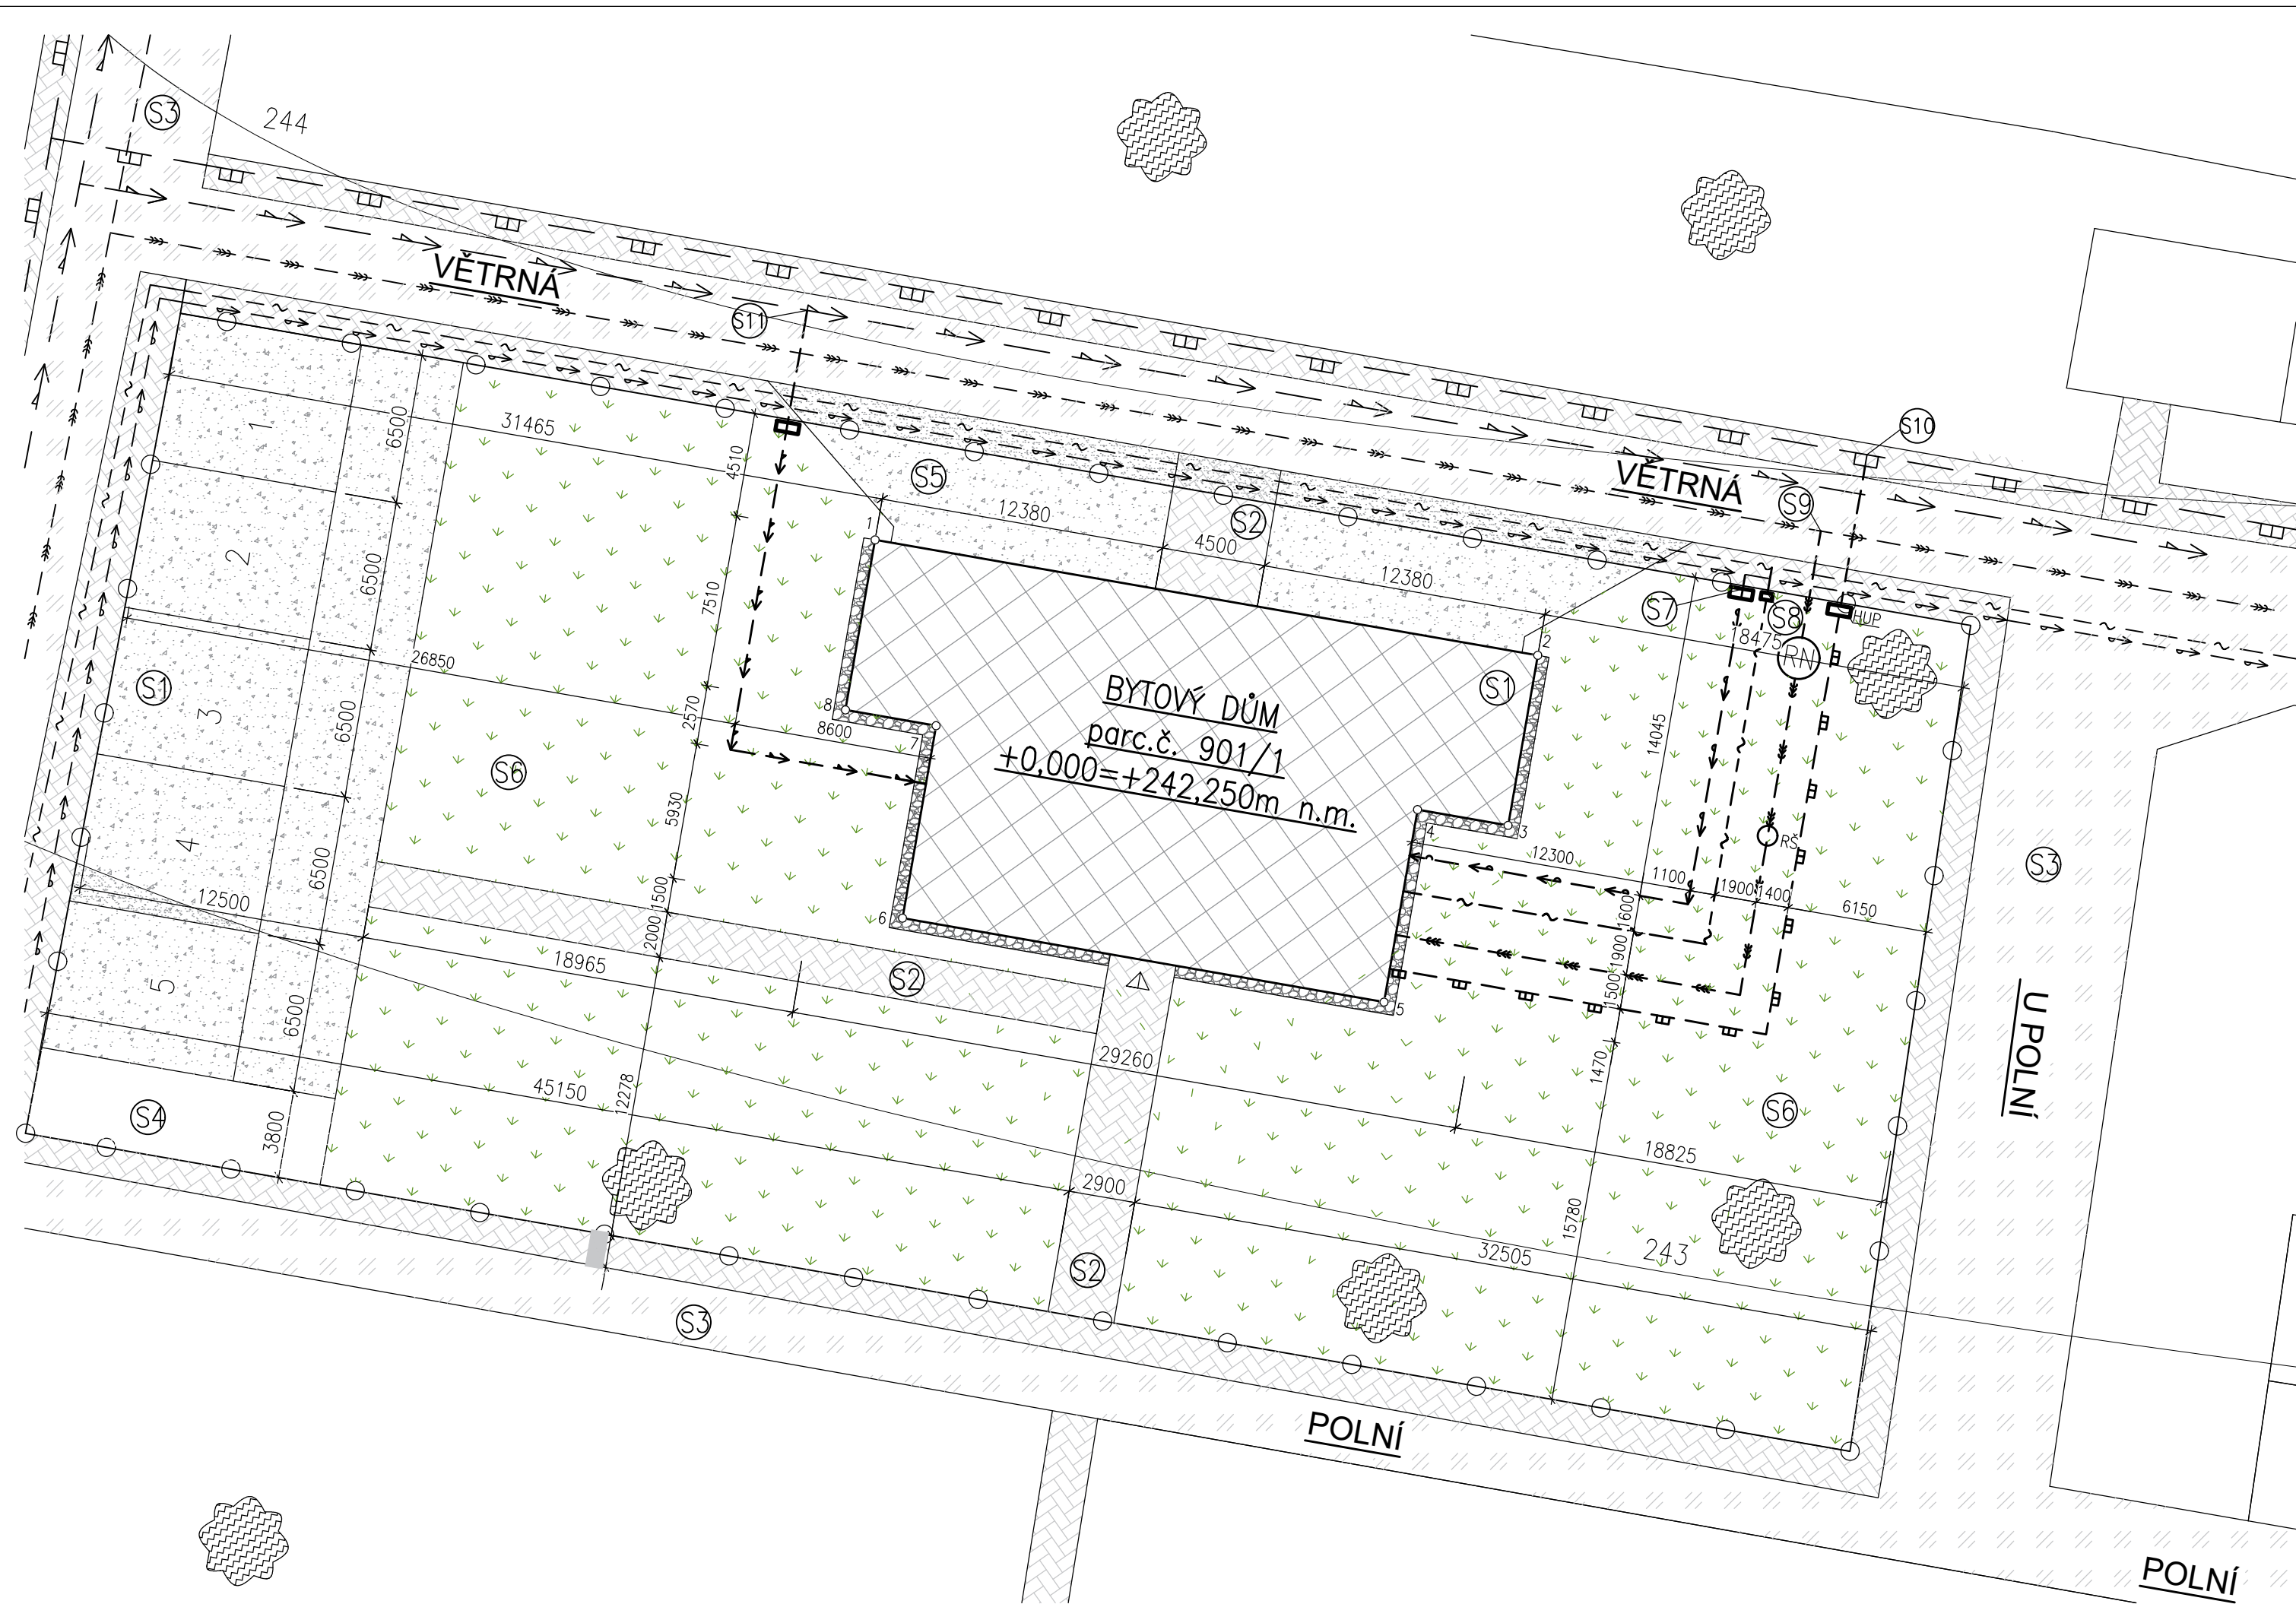 S3
244
VĚTRNÁ
S11
S10
1
6500
31465
4510
S5
VĚTRNÁ
S9
12380
S2
1
2
6500
7510
4500
12380
S7
S8
HUP
18475
2
RN
26850
S1
3
6500
2570
8
8600
7
BYTOVÝ DŮM
parc.č. 901/1
+0,000=+242,250m n.m.
S1
14045
S6
5930
4
3
RŠ
4
6500
12300
1100
1900
1400
6150
S3
12500
1500
6
1600
2000
18965
S2
1900
5
6500
1500
5
U POLNÍ
29260
1470
S4
3800
45150
12278
S6
18825
2900
15780
32505
243
S2
S3
POLNÍ
POLNÍ